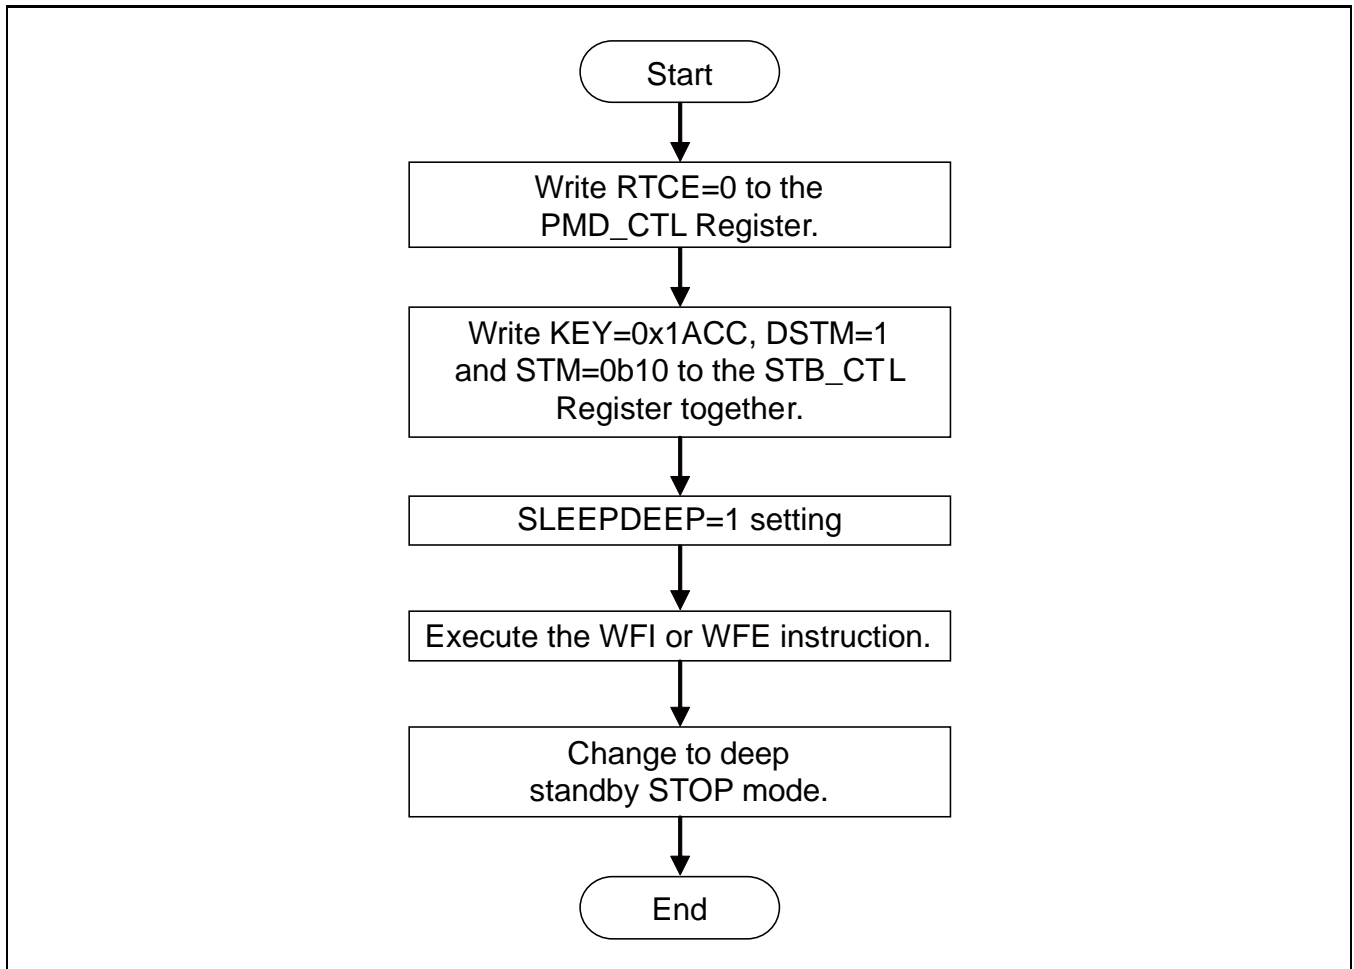 Start
Write RTCE=0 to the
PMD_CTL Register.
Write KEY=0x1ACC, DSTM=1
and STM=0b10 to the STB_CTL
Register together.
SLEEPDEEP=1 setting
Execute the WFI or WFE instruction.
Change to deep
standby STOP mode.
End